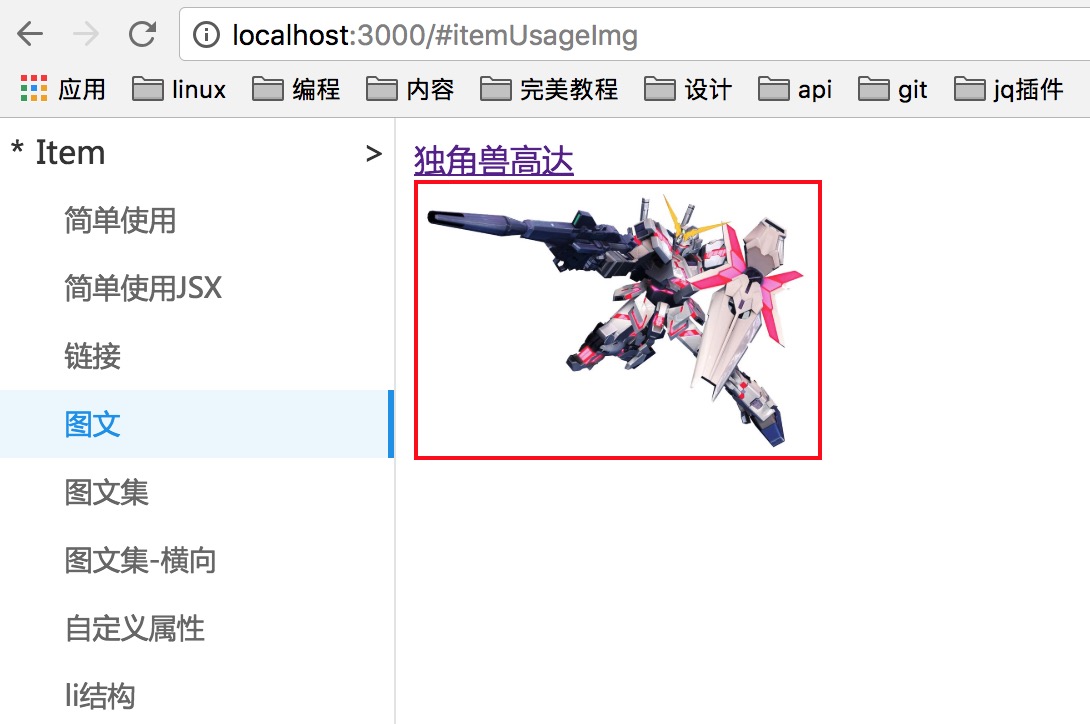 localhost:3000/#itemUsageImg
应用 linux 编程 内容 完美教程 设计 api git jq插件
* Item >
独角兽高达
简单使用
简单使用JSX
链接
图文
图文集
图文集-横向
自定义属性
li结构